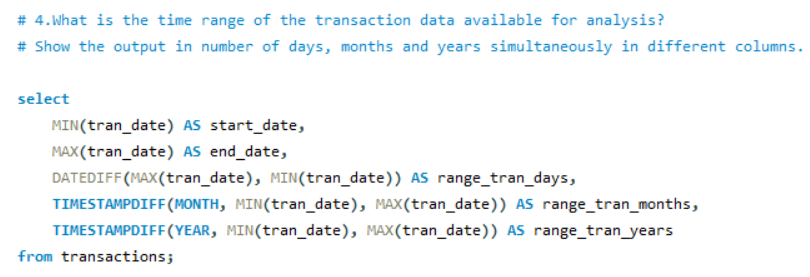 # 4.What is the time range of the transaction data available for analysis?
# Show the output in number of days, months and years simultaneously in different columns.
select
MIN(tran_date) AS start_date,
MAX(tran_date) AS end_date,
DATEDIFF(MAX(tran_date), MIN(tran_date)) AS range_tran_days,
TIMESTAMPDIFF(MONTH, MIN(tran_date), MAX(tran_date)) AS range_tran_months,
TIMESTAMPDIFF(YEAR, MIN(tran_date), MAX(tran_date)) AS range_tran_years
from transactions;